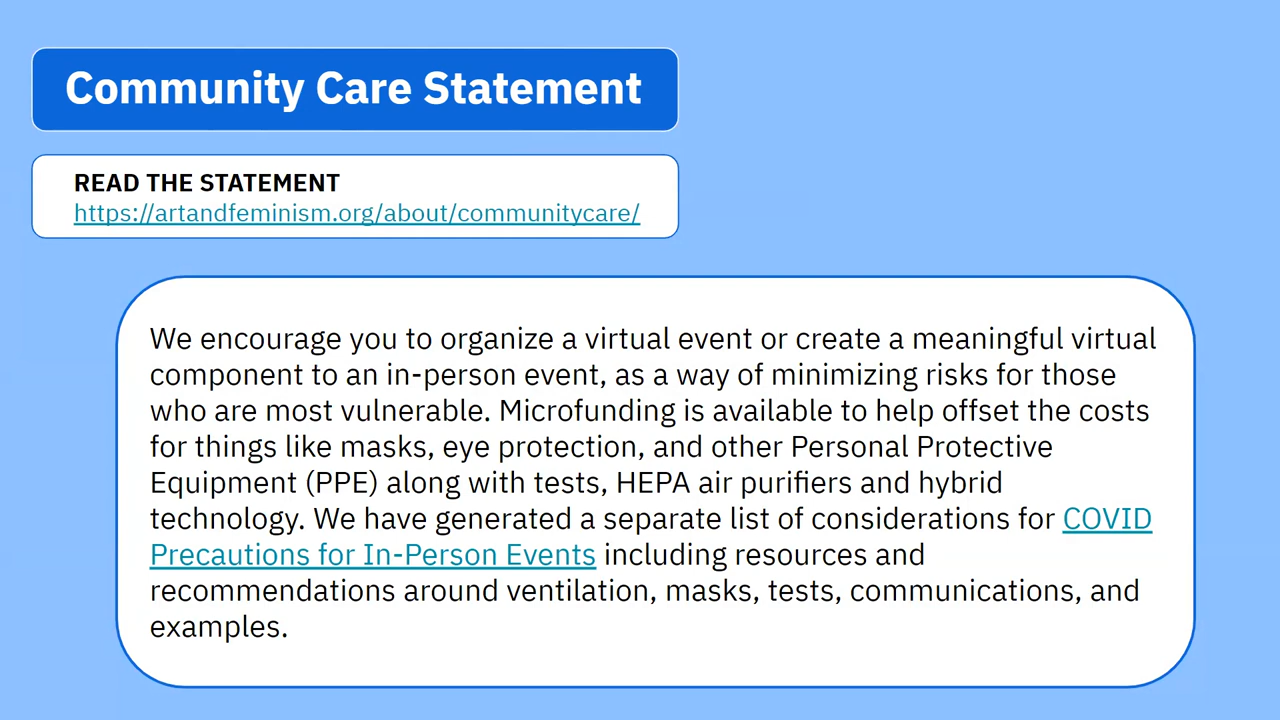 Community Care Statement
READ THE STATEMENT
https://artandfeminism.org/about/communitycare/
We encourage you to organize a virtual event or create a meaningful virtual
component to an in-person event, as a way of minimizing risks for those
who are most vulnerable. Microfunding is available to help offset the costs
for things like masks, eye protection, and other Personal Protective
Equipment (PPE) along with tests, HEPA air purifiers and hybrid
technology. We have generated a separate list of considerations for COVID
Precautions for In-Person Events including resources and
recommendations around ventilation, masks, tests, communications, and
examples.